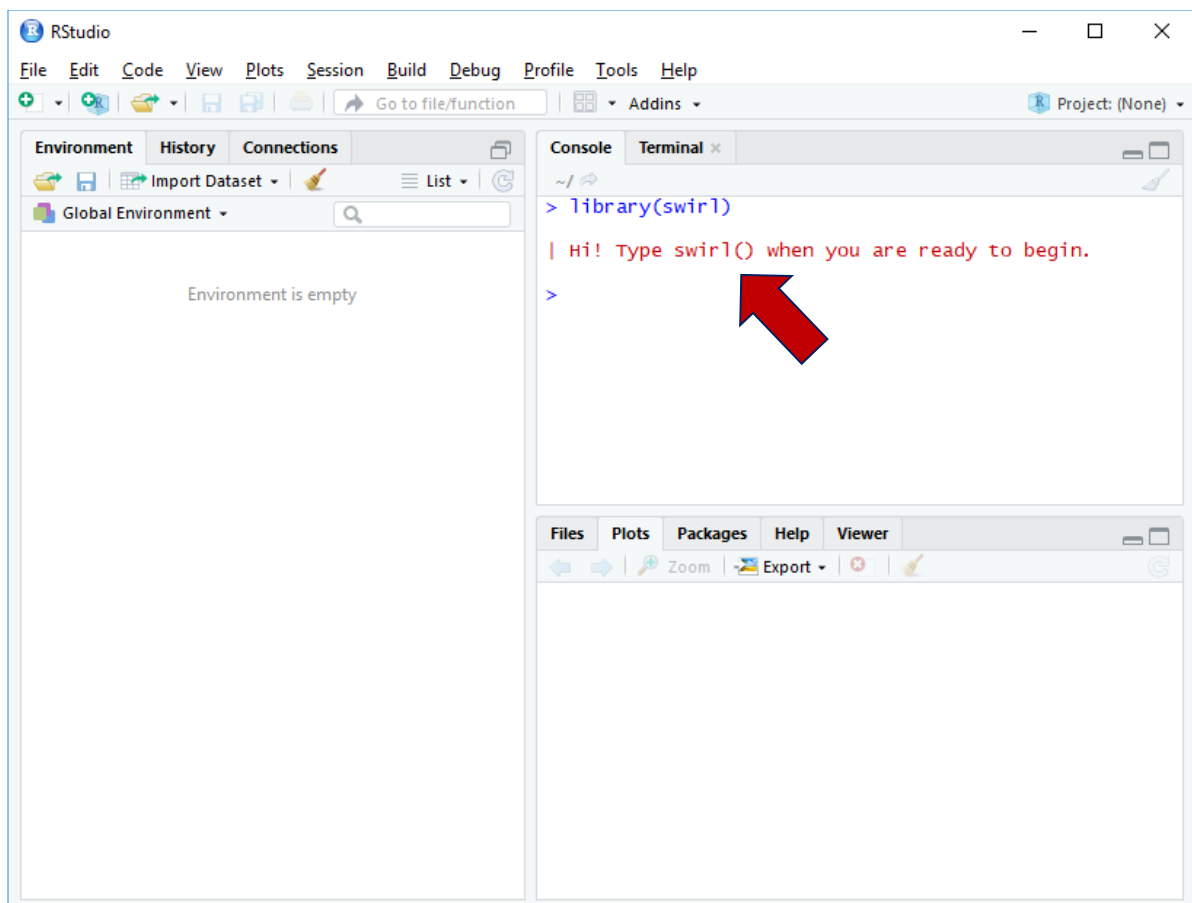 RStudio
File Edit Code View Plots Session Build Debug Profile Tools Help
Go to file/function Addins Project: (None)
Environment History Connections
Import Dataset List
Global Environment
Environment is empty
Console Terminal
~/
> library(swirl)
| Hi! Type swirl() when you are ready to begin.
>
Files Plots Packages Help Viewer
Zoom Export